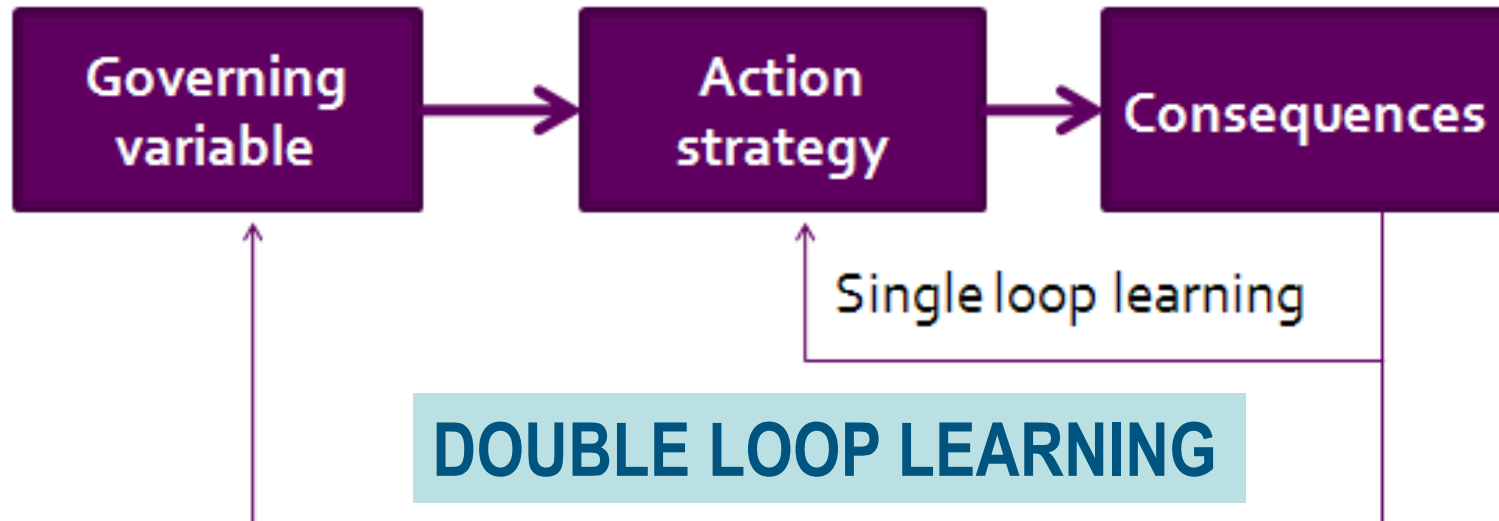 Governing
variable
Action
strategy
Consequences
Single loop learning
DOUBLE LOOP LEARNING